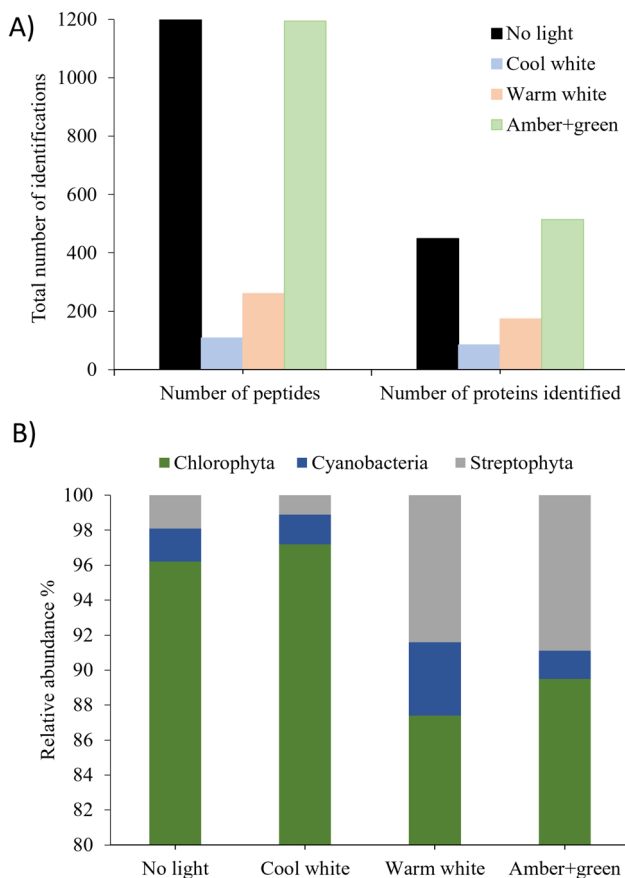 A)
Total number of identifications
1200
1000
800
600
400
200
0
No light
Cool white
Warm white
Amber+green
Number of peptides
Number of proteins identified
B)
Chlorophyta
Cyanobacteria
Streptophyta
Relative abundance %
100
98
96
94
92
90
88
86
84
82
80
No light
Cool white
Warm white
Amber+green